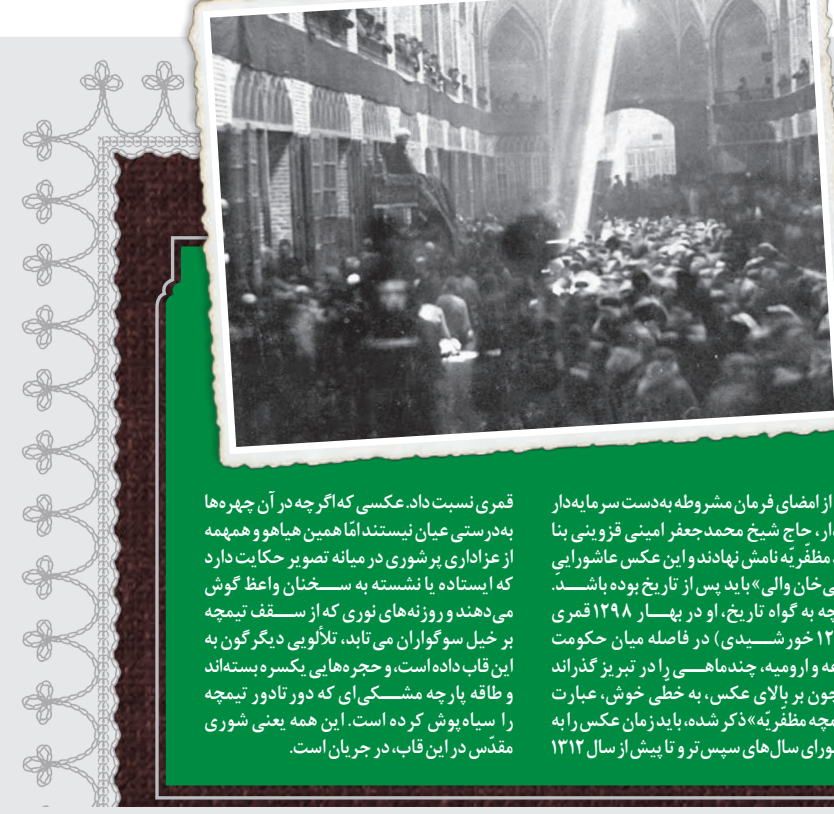 از امضای فرمان مشروطه به‌دست سرمایه‌دار
دار، حاج شیخ محمدجعفر امینی قزوینی بنا
مظفّریّه نامش نهادند و این عکس عاشوراییِ
خان والی» باید پس از تاریخ بوده باشد.
چه به گواه تاریخ، او در بهار ۱۲۹۸ قمری
خورشیدی) در فاصله میان حکومت
و ارومیه، چندماهی را در تبریز گذراند
چون بر بالای عکس، به خطّی خوش، عبارت
مظفّریّه» ذکر شده، باید زمان عکس را به
سال‌های سپس‌تر و تا پیش از سال ۱۳۱۲
قمری نسبت داد. عکسی که اگرچه در آن چهره‌ها
به‌درستی عیان نیستند امّا همین هیاهو و همهمه
از عزاداری پرشوری در میانه تصویر حکایت دارد
که ایستاده یا نشسته به سخنان واعظ گوش
می‌دهند و روزنه‌های نوری که از سقف تیمچه
بر خیل سوگواران می‌تابد، تلألویی دیگرگون به
این قاب داده است، و حجره‌هایی یکسره بسته‌اند
و طاقه پارچه مشکی‌ای که دور تا دور تیمچه
را سیاه‌پوش کرده است. این همه یعنی شوری
مقدّس در این قاب، در جریان است.